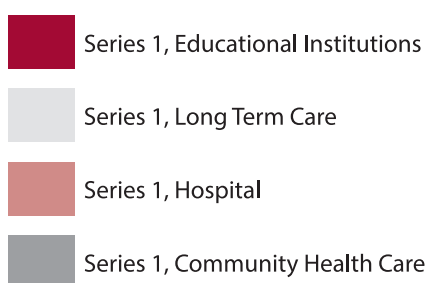 Series 1, Educational Institutions
Series 1, Long Term Care
Series 1, Hospital
Series 1, Community Health Care